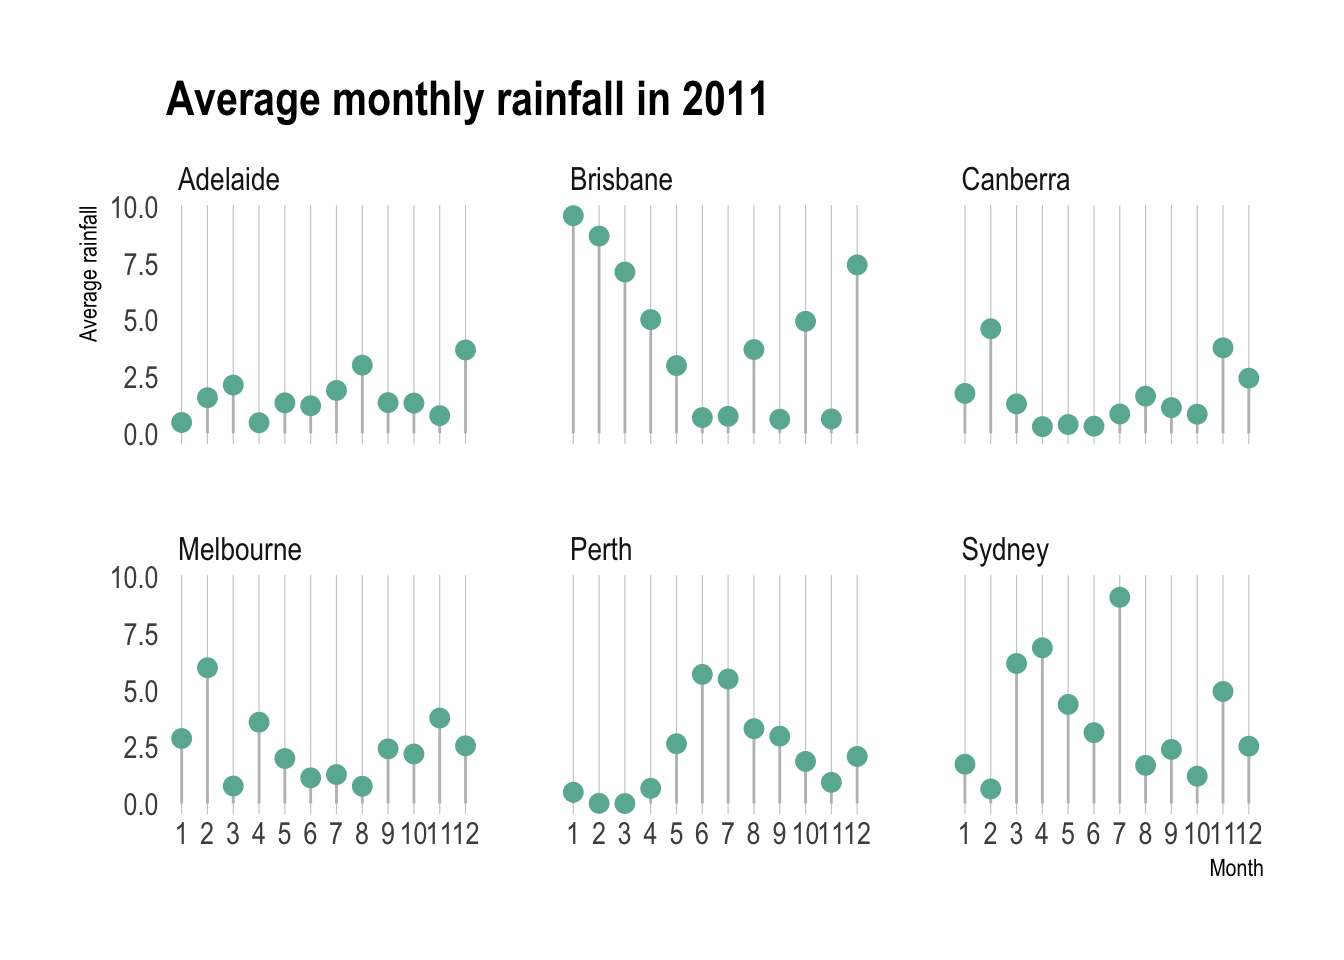 Average monthly rainfall in 2011
Adelaide
Brisbane
Canberra
Average rainfall
10.0
7.5
5.0
2.5
0.0
Melbourne
Perth
Sydney
10.0
7.5
5.0
2.5
0.0
1 2 3 4 5 6 7 8 9 10 11 12
1 2 3 4 5 6 7 8 9 10 11 12
1 2 3 4 5 6 7 8 9 10 11 12
Month